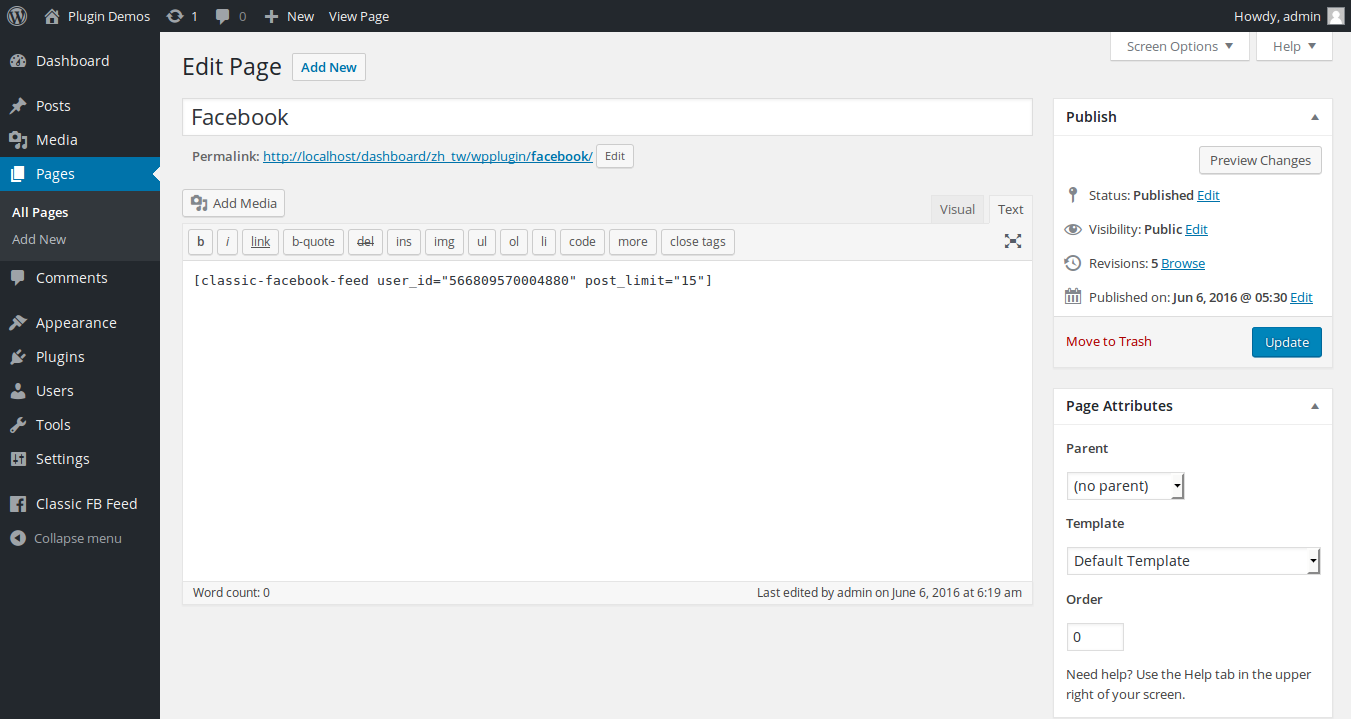 Plugin Demos 1 0 New View Page Howdy, admin
Screen Options Help
Dashboard
Posts
Media
Pages
All Pages
Add New
Comments
Appearance
Plugins
Users
Tools
Settings
Classic FB Feed
Collapse menu
Edit Page Add New
Facebook
Permalink: http://localhost/dashboard/zh_tw/wpplugin/facebook/ Edit
Add Media Visual Text
b i link b-quote del ins img ul ol li code more close tags
[classic-facebook-feed user_id="566809570004880" post_limit="15"]
Word count: 0 Last edited by admin on June 6, 2016 at 6:19 am
Publish
Preview Changes
Status: Published Edit
Visibility: Public Edit
Revisions: 5 Browse
Published on: Jun 6, 2016 @ 05:30 Edit
Move to Trash Update
Page Attributes
Parent
(no parent)
Template
Default Template
Order
0
Need help? Use the Help tab in the upper
right of your screen.